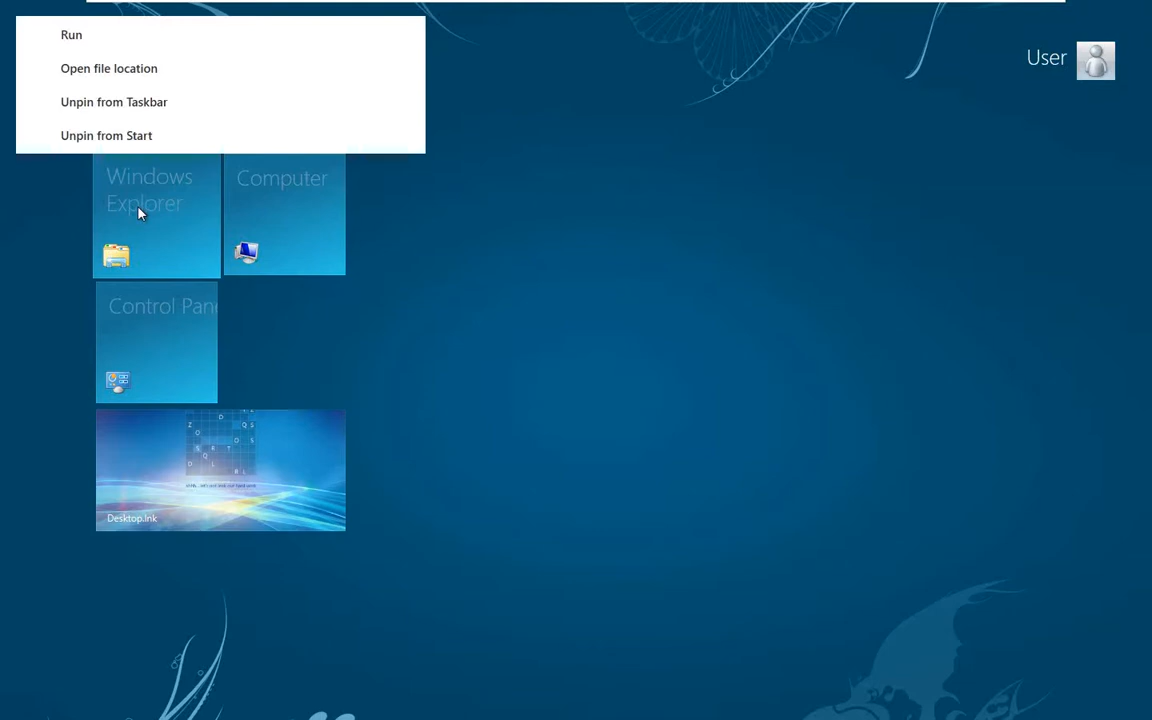 Run
Open file location
Unpin from Taskbar
Unpin from Start
User
Windows
Explorer
Computer
Control Pane
Desktop.lnk